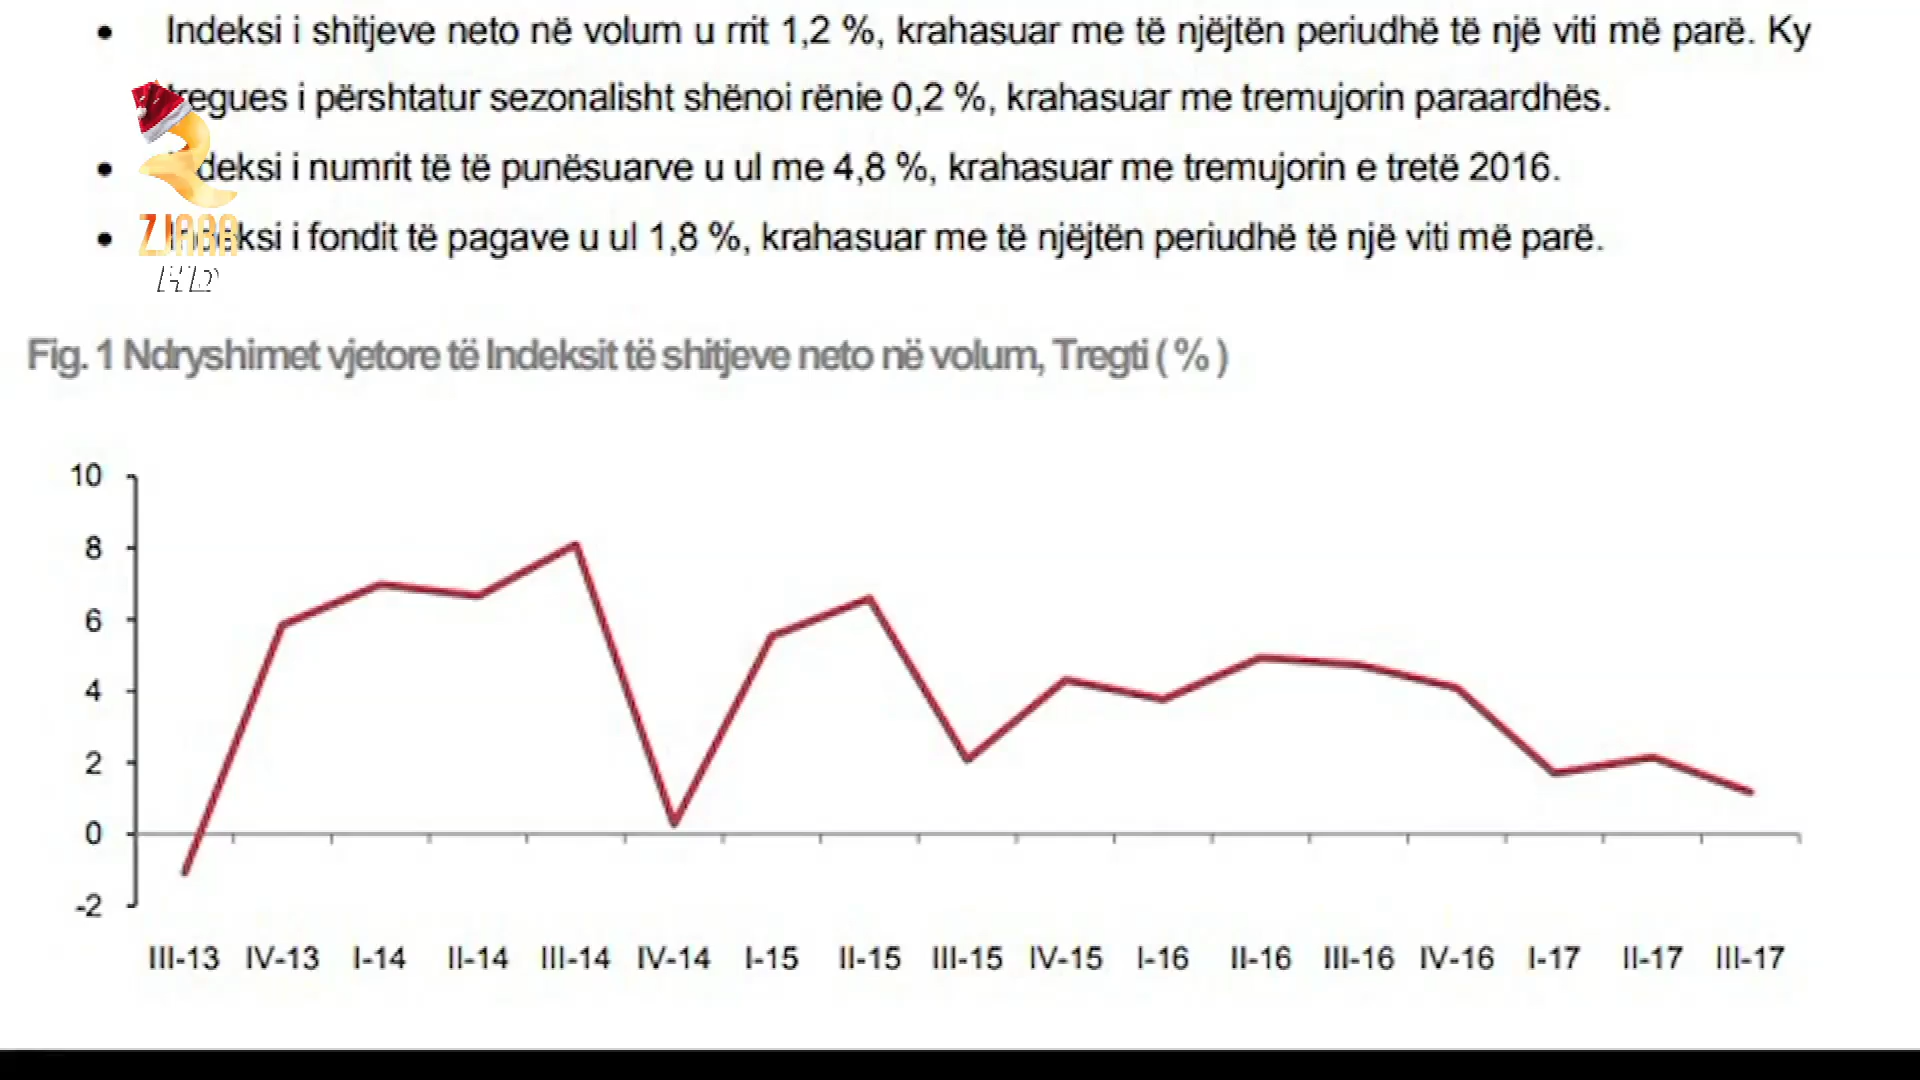 • Indeksi i shitjeve neto në volum u rrit 1,2 %, krahasuar me të njëjtën periudhë të një viti më parë. Ky
tregues i përshtatur sezonalisht shënoi rënie 0,2 %, krahasuar me tremujorin paraardhës.
• Indeksi i numrit të të punësuarve u ul me 4,8 %, krahasuar me tremujorin e tretë 2016.
• Indeksi i fondit të pagave u ul 1,8 %, krahasuar me të njëjtën periudhë të një viti më parë.
HD
Fig. 1 Ndryshimet vjetore të Indeksit të shitjeve neto në volum, Tregti ( % )
10
8
6
4
2
0
-2
III-13 IV-13 I-14 II-14 III-14 IV-14 I-15 II-15 III-15 IV-15 I-16 II-16 III-16 IV-16 I-17 II-17 III-17